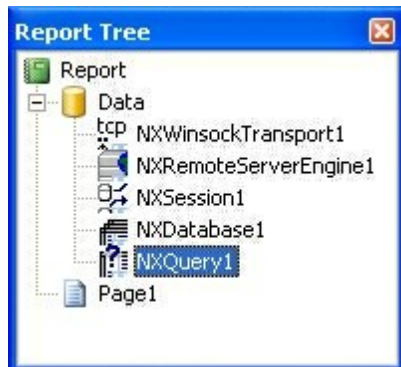 Report Tree
Report
Data
tcp NXWinsockTransport1
NXRemoteServerEngine1
NXSession1
NXDatabase1
? NXQuery1
Page1